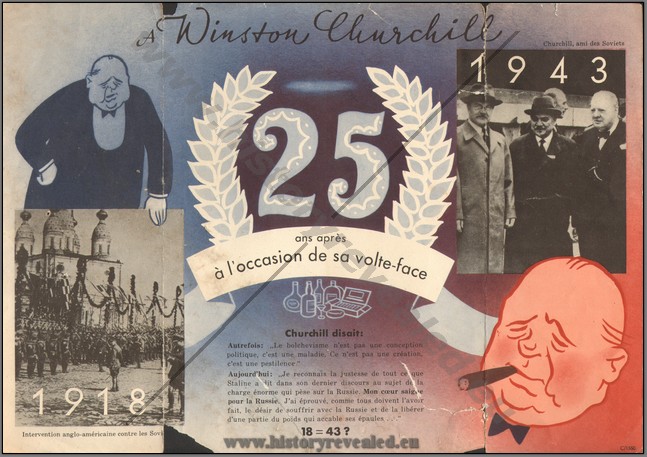 A Winston Churchill
Churchill, ami des Soviets
1943
25
ans après
à l'occasion de sa volte-face
Churchill disait:
Autrefois: „Le bolchevisme n'est pas une conception
politique, c'est une maladie. Ce n'est pas une création,
c'est une pestilence."
Aujourd'hui: „Je reconnais la justesse de tout ce que
Staline a dit dans son dernier discours au sujet de la
charge énorme qui pèse sur la Russie. Mon cœur saigne
pour la Russie. J'ai éprouvé, comme tous doivent l'avoir
fait, le désir de souffrir avec la Russie et de la libérer
d'une partie du poids qui accable ses épaules . . ."
18 = 43 ?
1918
Intervention anglo-américaine contre les
www.historyrevealed.eu